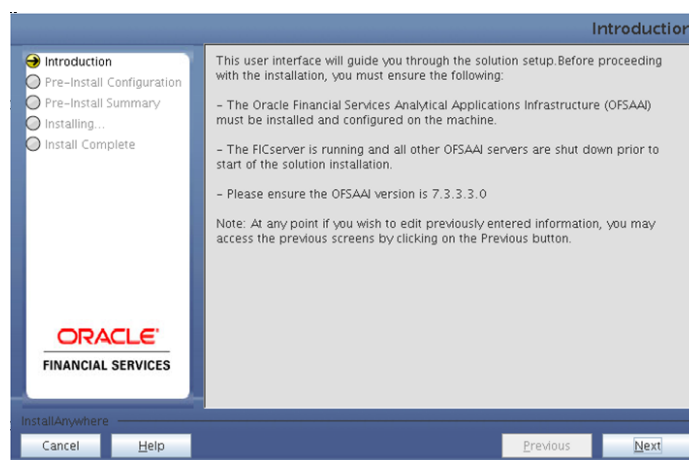 Introduction
Introduction
Pre-Install Configuration
Pre-Install Summary
Installing...
Install Complete
This user interface will guide you through the solution setup.Before proceeding
with the installation, you must ensure the following:
- The Oracle Financial Services Analytical Applications Infrastructure (OFSAAI)
must be installed and configured on the machine.
- The FICserver is running and all other OFSAAI servers are shut down prior to
start of the solution installation.
- Please ensure the OFSAAI version is 7.3.3.3.0
Note: At any point if you wish to edit previously entered information, you may
access the previous screens by clicking on the Previous button.
ORACLE
FINANCIAL SERVICES
InstallAnywhere
Cancel
Help
Previous
Next